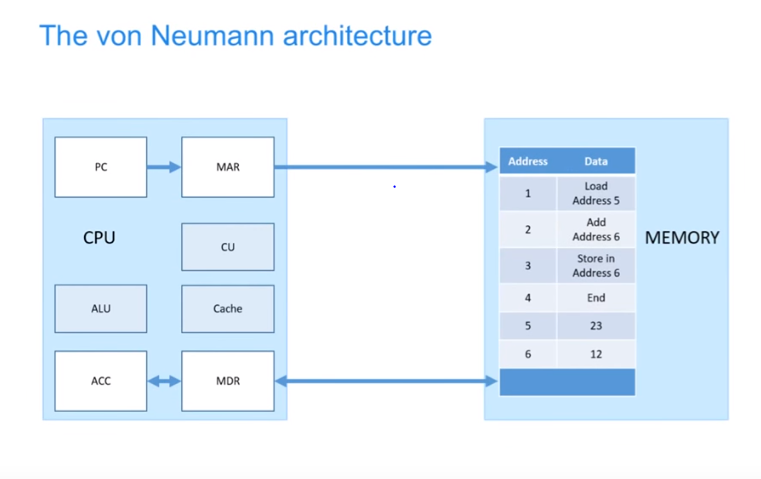 The von Neumann architecture
PC
MAR
CPU
CU
ALU
Cache
ACC
MDR
Address Data
1 Load
Address 5
2 Add
Address 6
3 Store in
Address 6
4 End
5 23
6 12
MEMORY